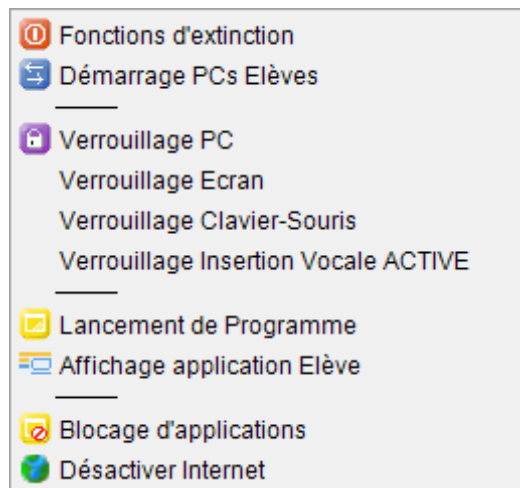 Fonctions d'extinction
Démarrage PCs Elèves
Verrouillage PC
Verrouillage Ecran
Verrouillage Clavier-Souris
Verrouillage Insertion Vocale ACTIVE
Lancement de Programme
Affichage application Elève
Blocage d'applications
Désactiver Internet